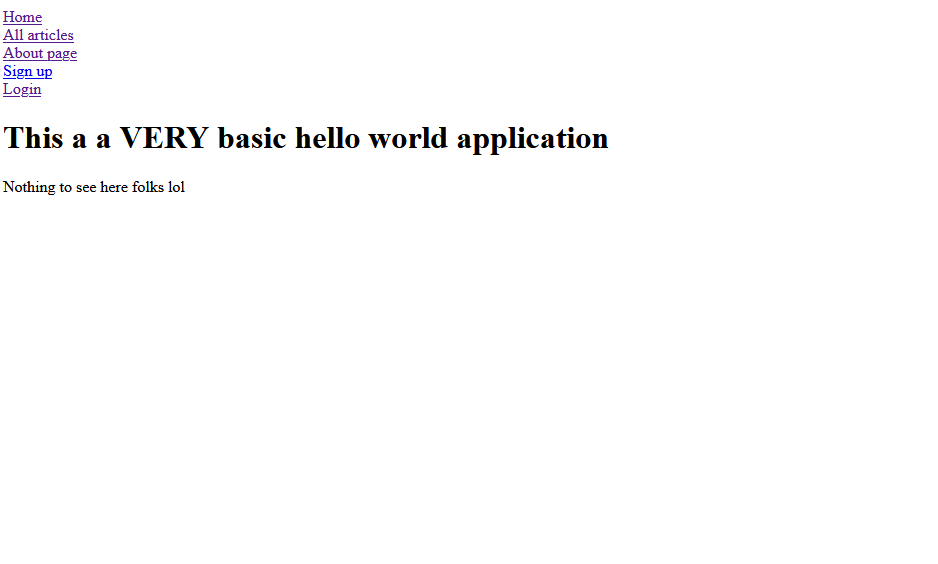 Home
All articles
About page
Sign up
Login
This a a VERY basic hello world application
Nothing to see here folks lol